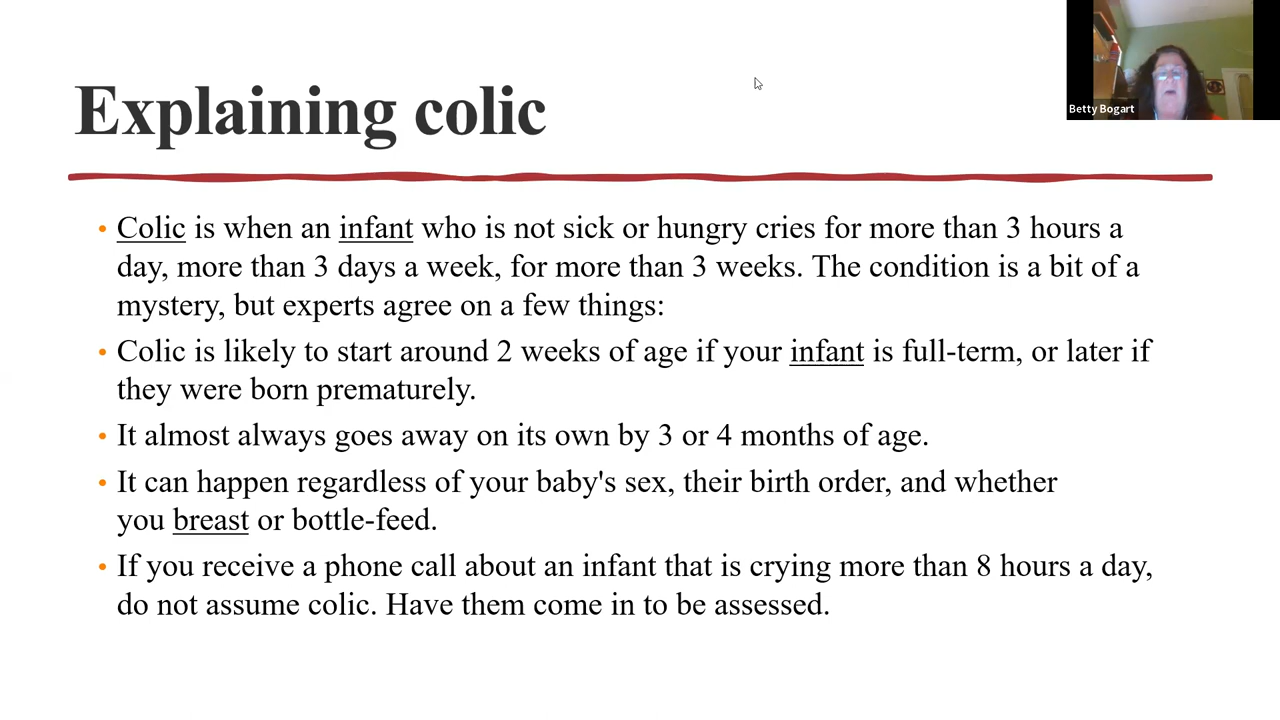 Explaining colic
Betty Bogart
• Colic is when an infant who is not sick or hungry cries for more than 3 hours a
day, more than 3 days a week, for more than 3 weeks. The condition is a bit of a
mystery, but experts agree on a few things:
• Colic is likely to start around 2 weeks of age if your infant is full-term, or later if
they were born prematurely.
• It almost always goes away on its own by 3 or 4 months of age.
• It can happen regardless of your baby's sex, their birth order, and whether
you breast or bottle-feed.
• If you receive a phone call about an infant that is crying more than 8 hours a day,
do not assume colic. Have them come in to be assessed.